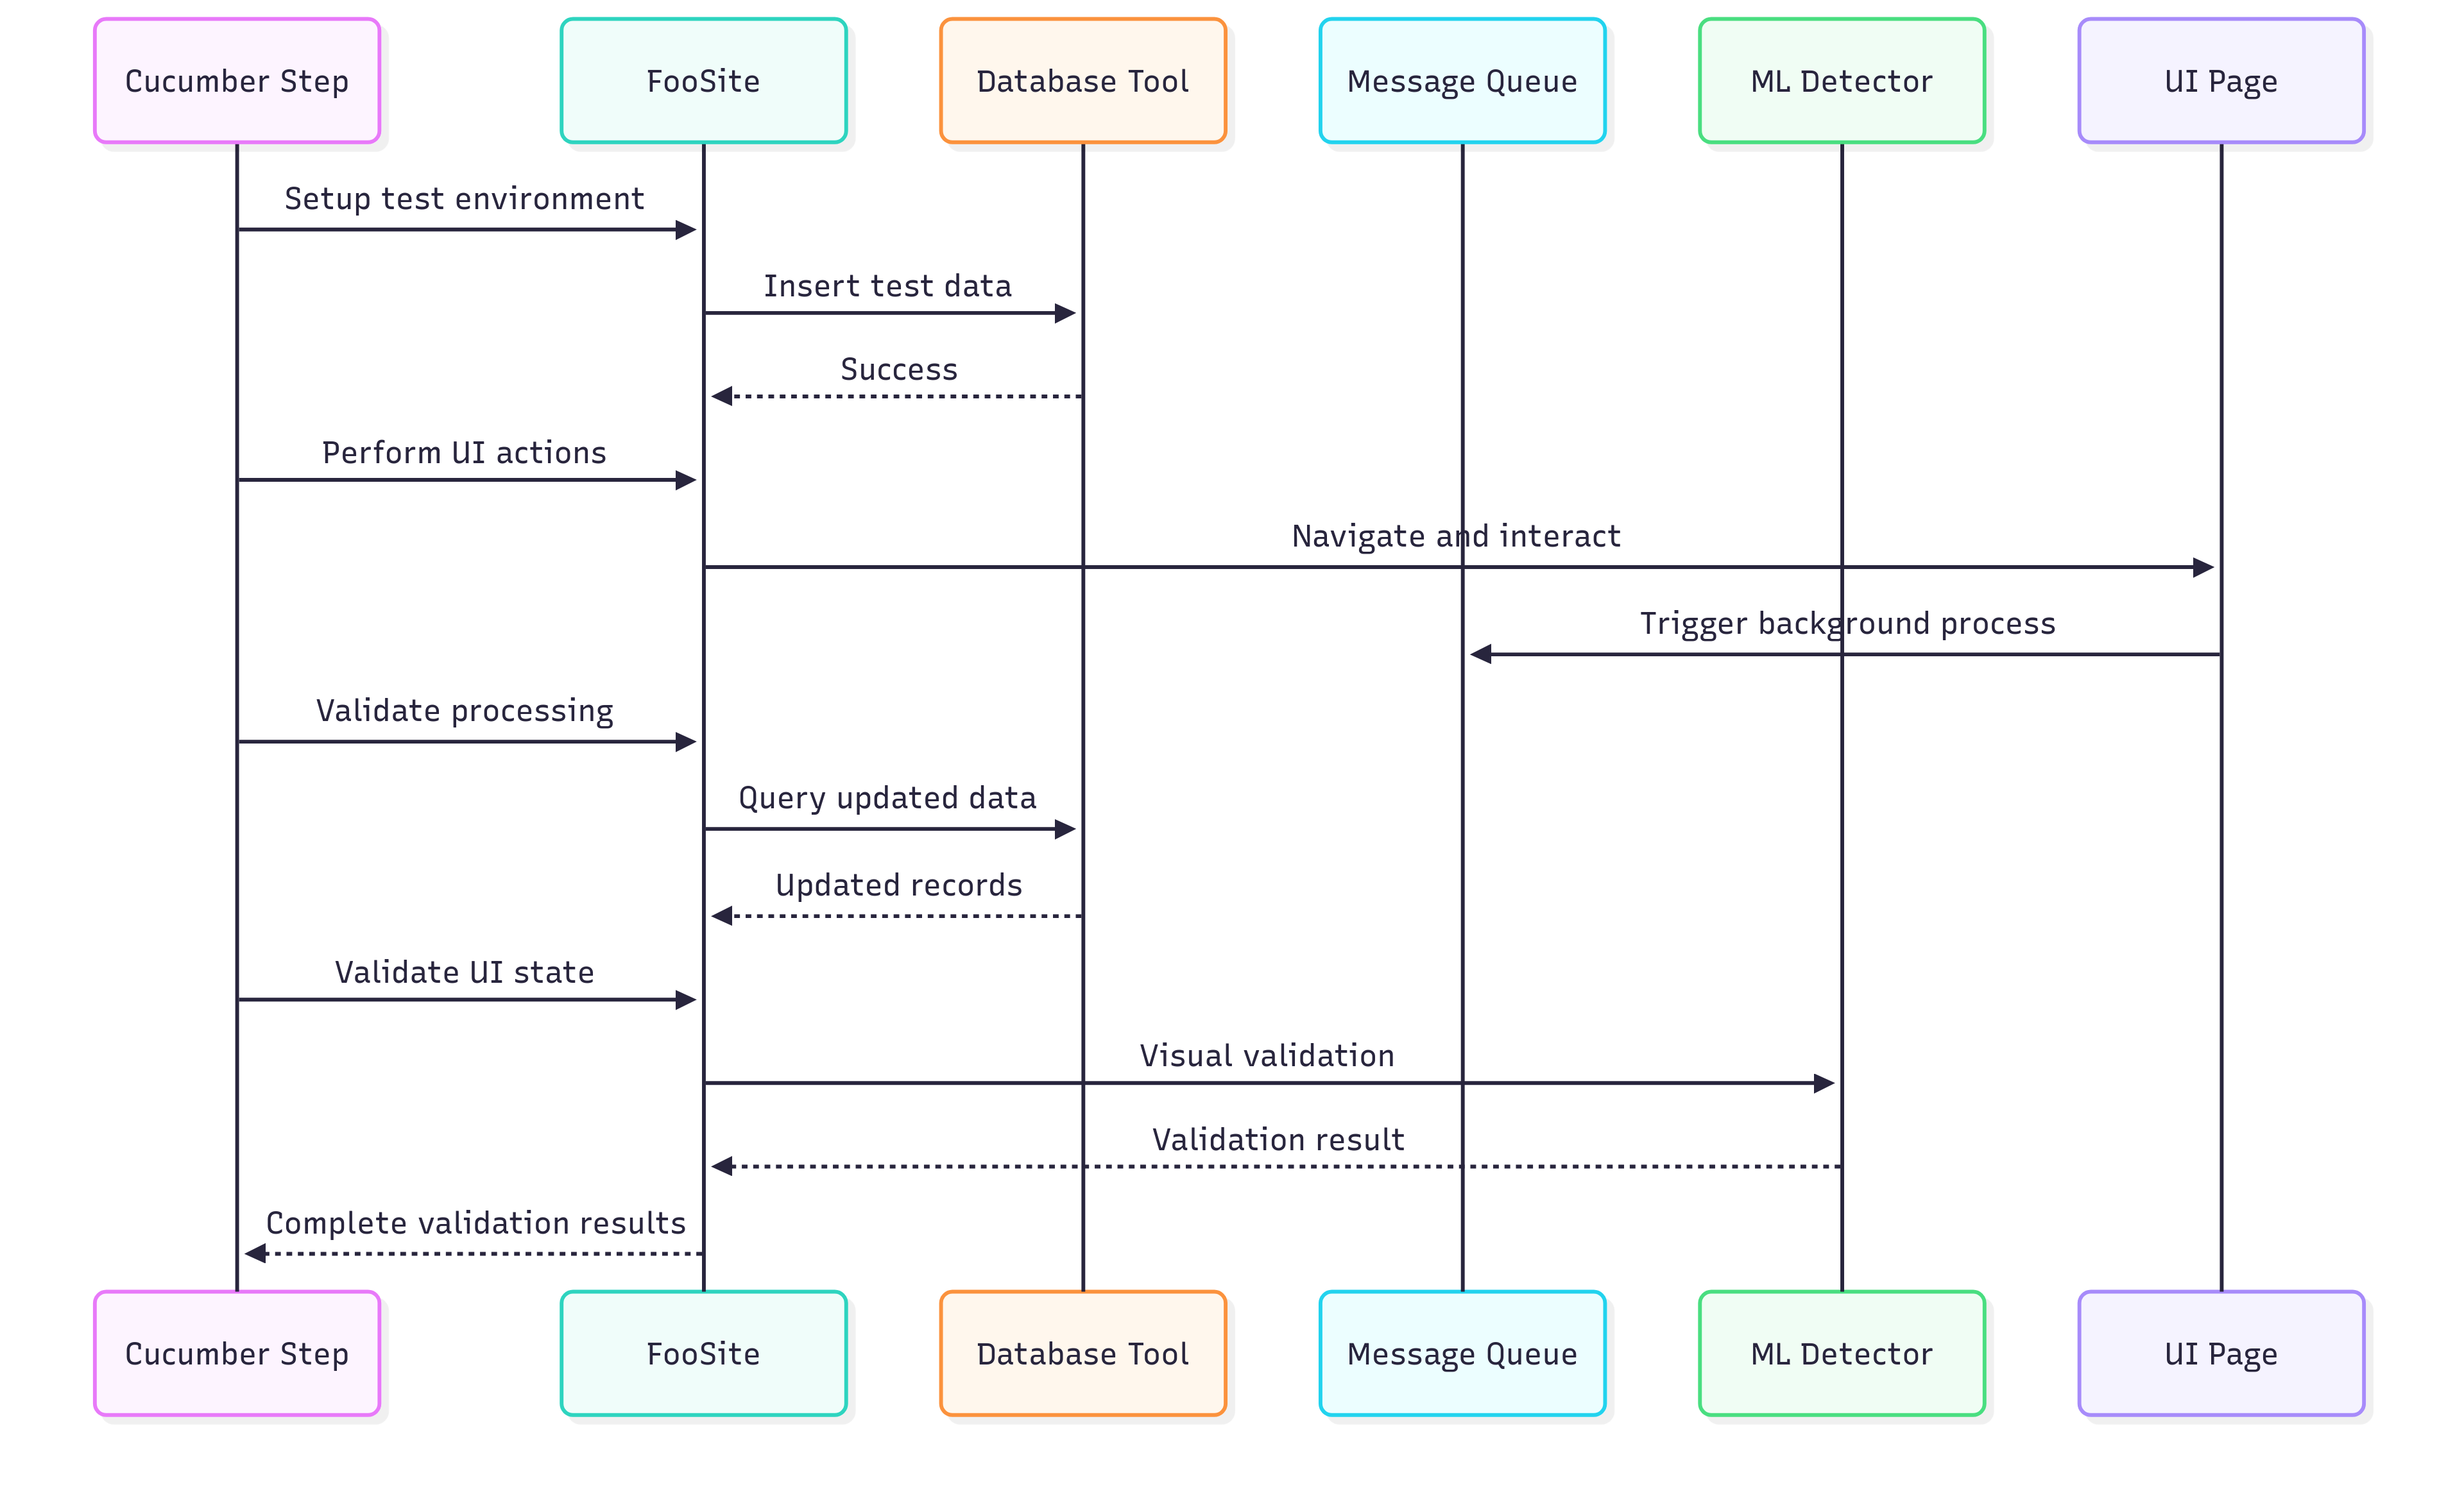 Cucumber Step
FooSite
Database Tool
Message Queue
ML Detector
UI Page
Setup test environment
Insert test data
Success
Perform UI actions
Navigate and interact
Trigger background process
Validate processing
Query updated data
Updated records
Validate UI state
Visual validation
Validation result
Complete validation results
Cucumber Step
FooSite
Database Tool
Message Queue
ML Detector
UI Page